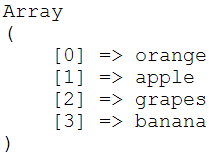 Array
(
    [0] => orange
    [1] => apple
    [2] => grapes
    [3] => banana
)